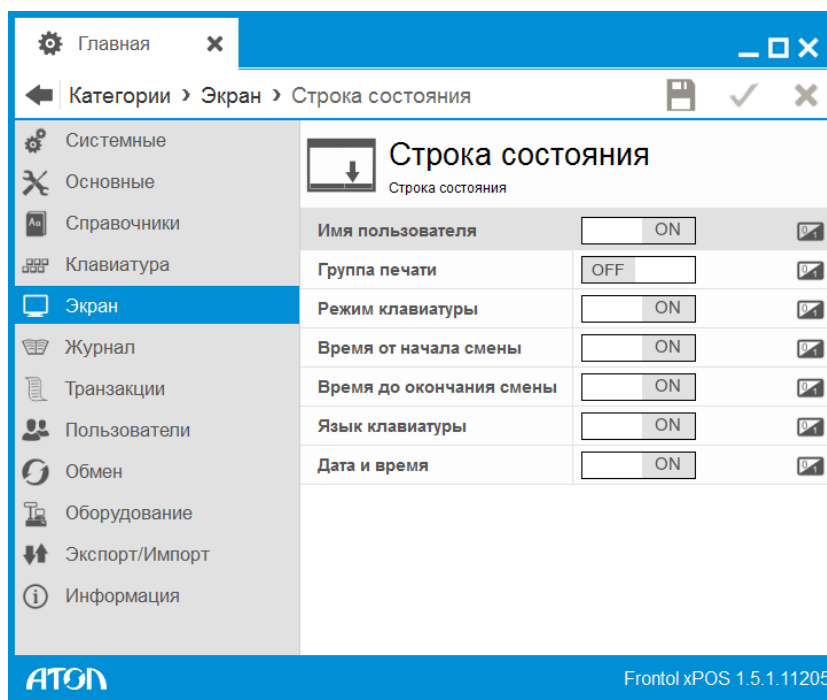 Главная
Категории › Экран › Строка состояния
Системные
Основные
Справочники
Клавиатура
Экран
Журнал
Транзакции
Пользователи
Обмен
Оборудование
Экспорт/Импорт
Информация
Строка состояния
Строка состояния
Имя пользователя ON
Группа печати OFF
Режим клавиатуры ON
Время от начала смены ON
Время до окончания смены ON
Язык клавиатуры ON
Дата и время ON
АТОЛ
Frontol xPOS 1.5.1.11205